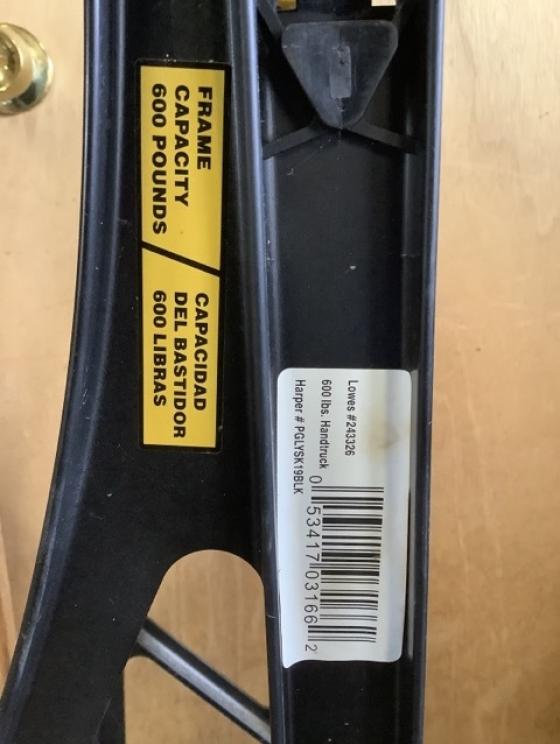 FRAME
CAPACITY
600 POUNDS
CAPACIDAD
DEL BASTIDOR
600 LIBRAS
Lowes #243326
600 lbs. Handtruck
Harper # PGLYSK19BLK
0 53417 03166 2